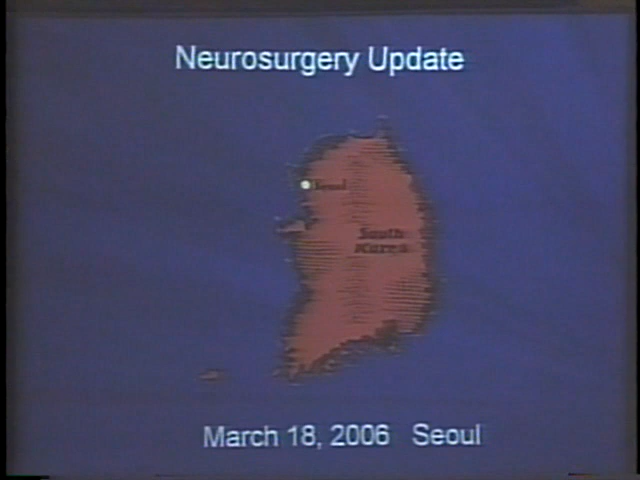 Neurosurgery Update
Seoul
South
Korea
March 18, 2006 Seoul